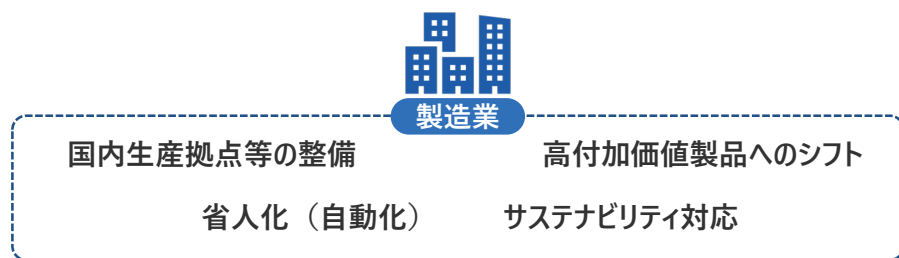 製造業
国内生産拠点等の整備 高付加価値製品へのシフト
省人化（自動化） サステナビリティ対応